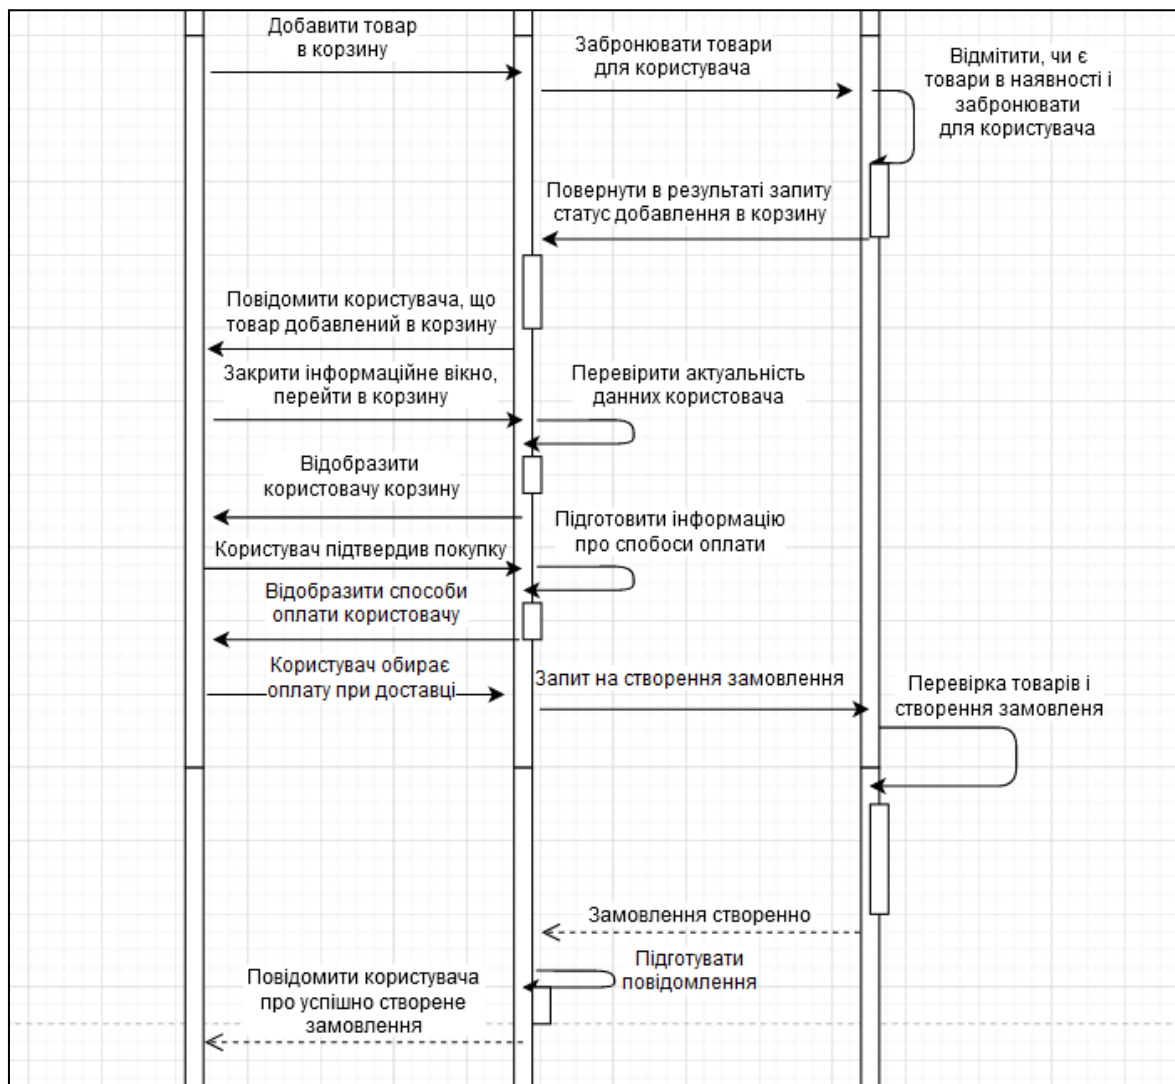 Добавити товар
в корзину
Забронювати товари
для користувача
Відмітити, чи є
товари в наявності і
забронювати
для користувача
Повернути в результаті запиту
статус добавлення в корзину
Повідомити користувача, що
товар добавлений в корзину
Закрити інформаційне вікно,
перейти в корзину
Перевірити актуальність
данних користовача
Відобразити
користовачу корзину
Підготовити інформацію
про спобоси оплати
Користувач підтвердив покупку
Відобразити способи
оплати користовачу
Користувач обирає
оплату при доставці
Запит на створення замовлення
Перевірка товарів і
створення замовленя
Замовлення створенно
Підготувати
повідомлення
Повідомити користувача
про успішно створене
замовлення